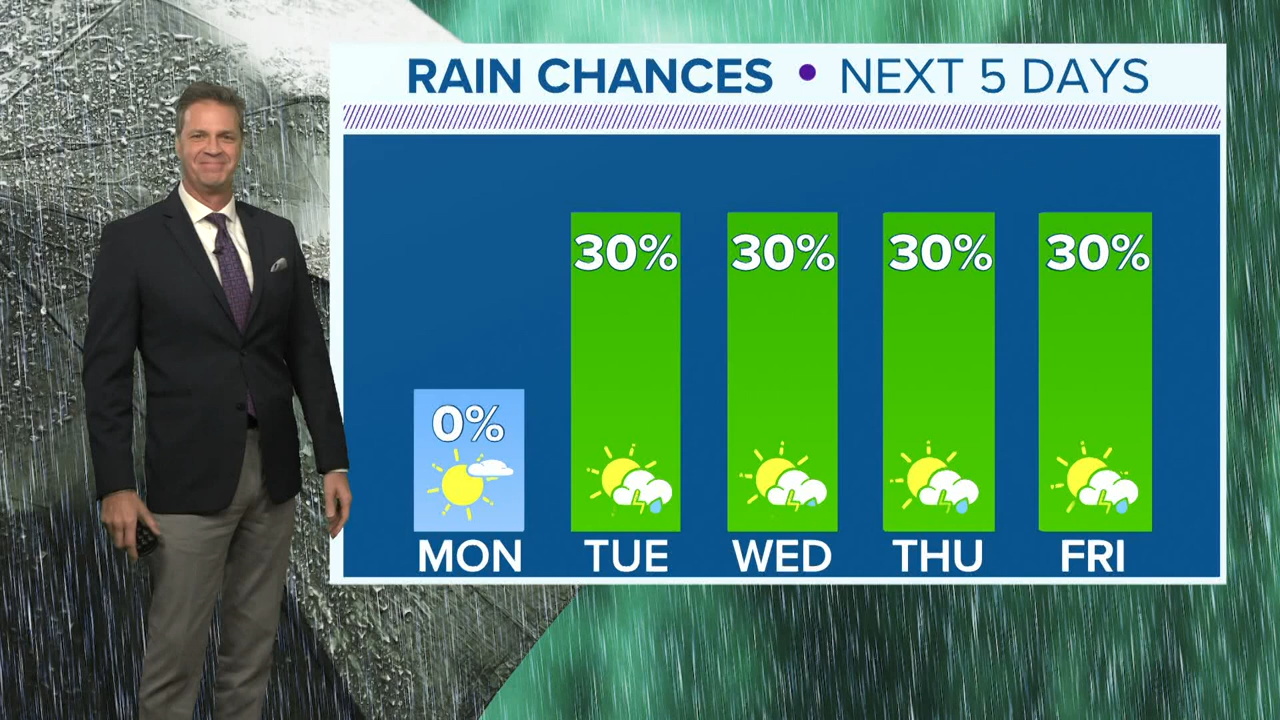 RAIN CHANCES • NEXT 5 DAYS
0% 30% 30% 30% 30%
MON TUE WED THU FRI